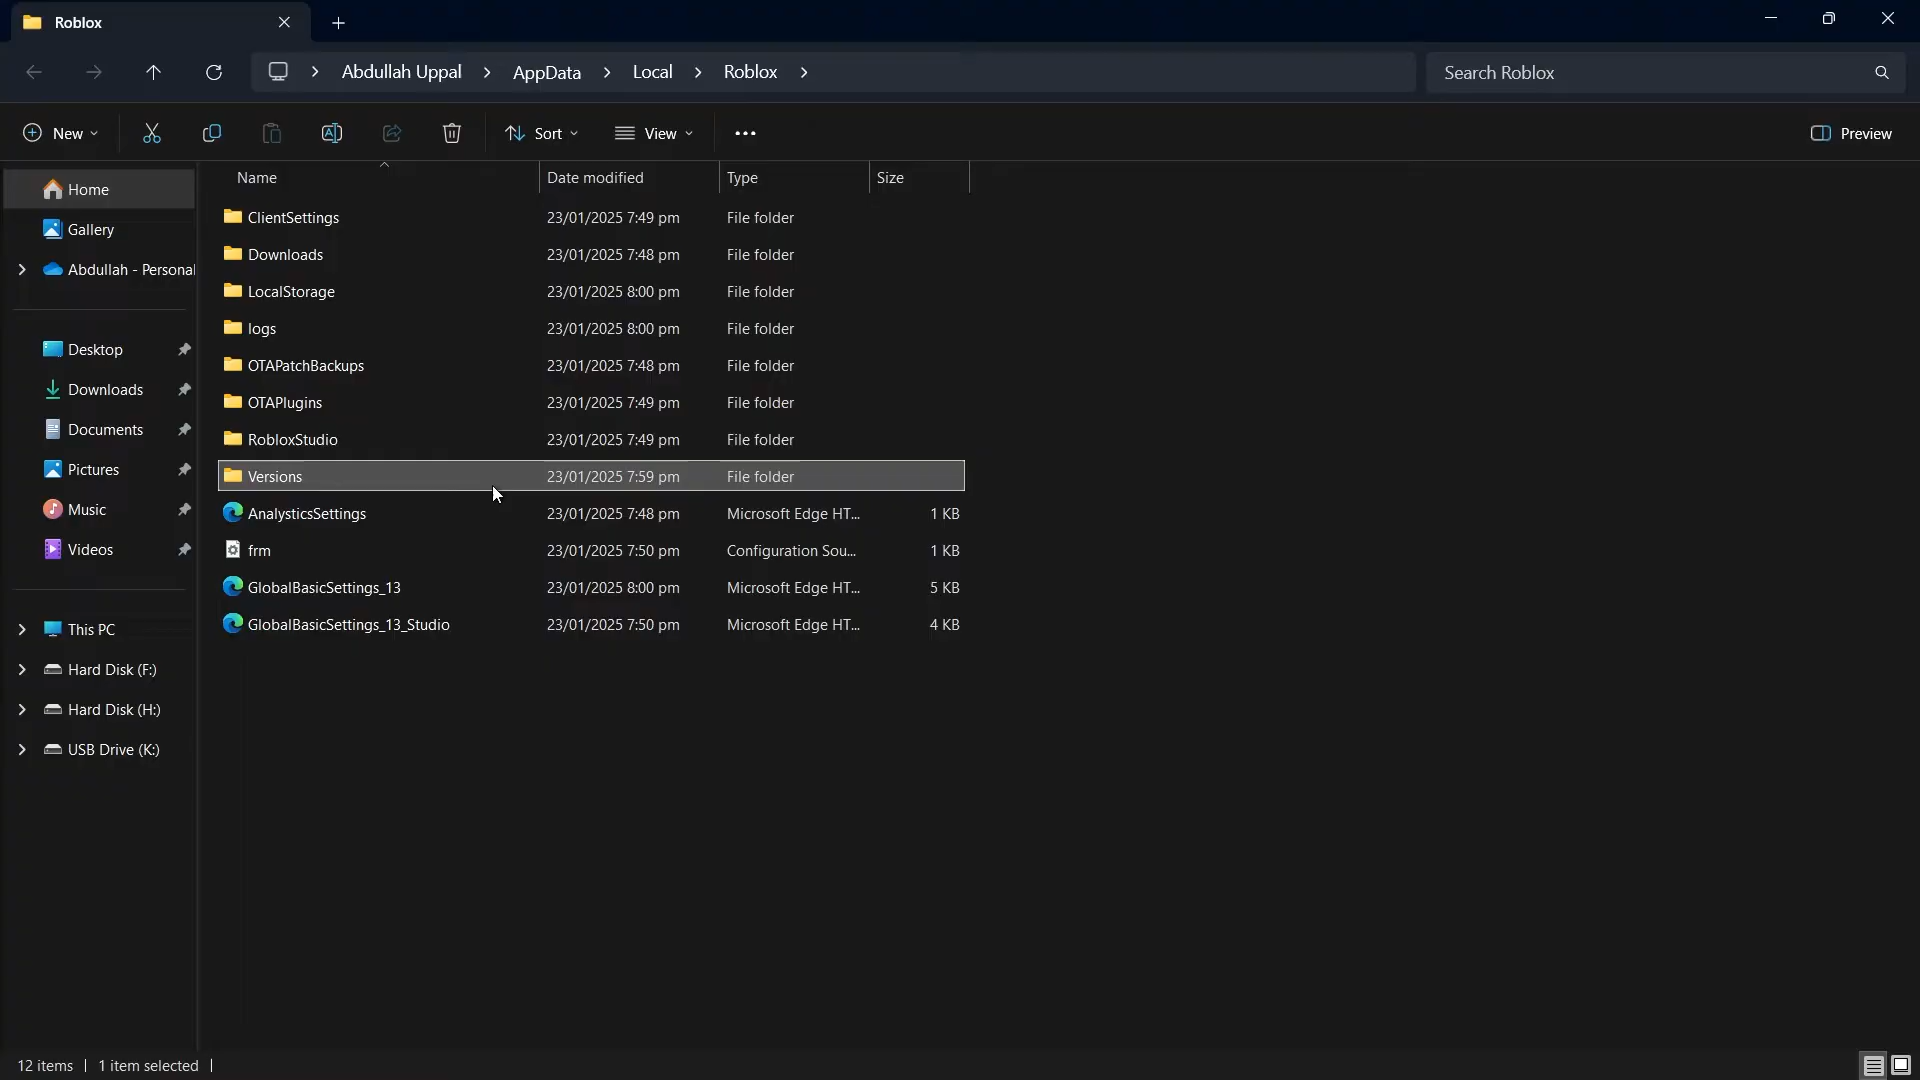 Roblox
Abdullah Uppal > AppData > Local > Roblox >
Search Roblox
New
Sort
View
Preview
Name
Date modified
Type
Size
Home
Gallery
Abdullah - Personal
Desktop
Downloads
Documents
Pictures
Music
Videos
This PC
Hard Disk (F:)
Hard Disk (H:)
USB Drive (K:)
ClientSettings 23/01/2025 7:49 pm File folder
Downloads 23/01/2025 7:48 pm File folder
LocalStorage 23/01/2025 8:00 pm File folder
logs 23/01/2025 8:00 pm File folder
OTAPatchBackups 23/01/2025 7:48 pm File folder
OTAPlugins 23/01/2025 7:49 pm File folder
RobloxStudio 23/01/2025 7:49 pm File folder
Versions 23/01/2025 7:59 pm File folder
AnalysticsSettings 23/01/2025 7:48 pm Microsoft Edge HT... 1 KB
frm 23/01/2025 7:50 pm Configuration Sou... 1 KB
GlobalBasicSettings_13 23/01/2025 8:00 pm Microsoft Edge HT... 5 KB
GlobalBasicSettings_13_Studio 23/01/2025 7:50 pm Microsoft Edge HT... 4 KB
12 items | 1 item selected |